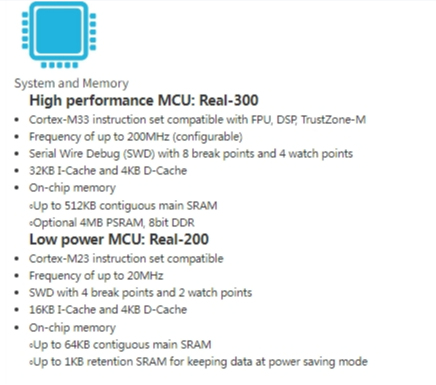 System and Memory
High performance MCU: Real-300
• Cortex-M33 instruction set compatible with FPU, DSP, TrustZone-M
• Frequency of up to 200MHz (configurable)
• Serial Wire Debug (SWD) with 8 break points and 4 watch points
• 32KB I-Cache and 4KB D-Cache
• On-chip memory
◦Up to 512KB contiguous main SRAM
◦Optional 4MB PSRAM, 8bit DDR
Low power MCU: Real-200
• Cortex-M23 instruction set compatible
• Frequency of up to 20MHz
• SWD with 4 break points and 2 watch points
• 16KB I-Cache and 4KB D-Cache
• On-chip memory
◦Up to 64KB contiguous main SRAM
◦Up to 1KB retention SRAM for keeping data at power saving mode